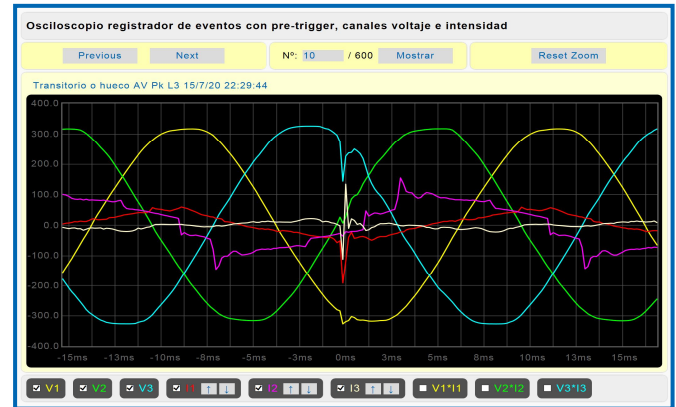 Osciloscopio registrador de eventos con pre-trigger, canales voltaje e intensidad
Previous Next Nº: 10 / 600 Mostrar Reset Zoom
Transitorio o hueco AV Pk L3 15/7/20 22:29:44
400.0
300.0
200.0
100.0
0.0
-100.0
-200.0
-300.0
-400.0
-15ms -13ms -10ms -8ms -5ms -3ms 0ms 3ms 5ms 8ms 10ms 13ms 15ms
V1 V2 V3 I1 ↑ ↓ I2 ↑ ↓ I3 ↑ ↓ V1*I1 V2*I2 V3*I3